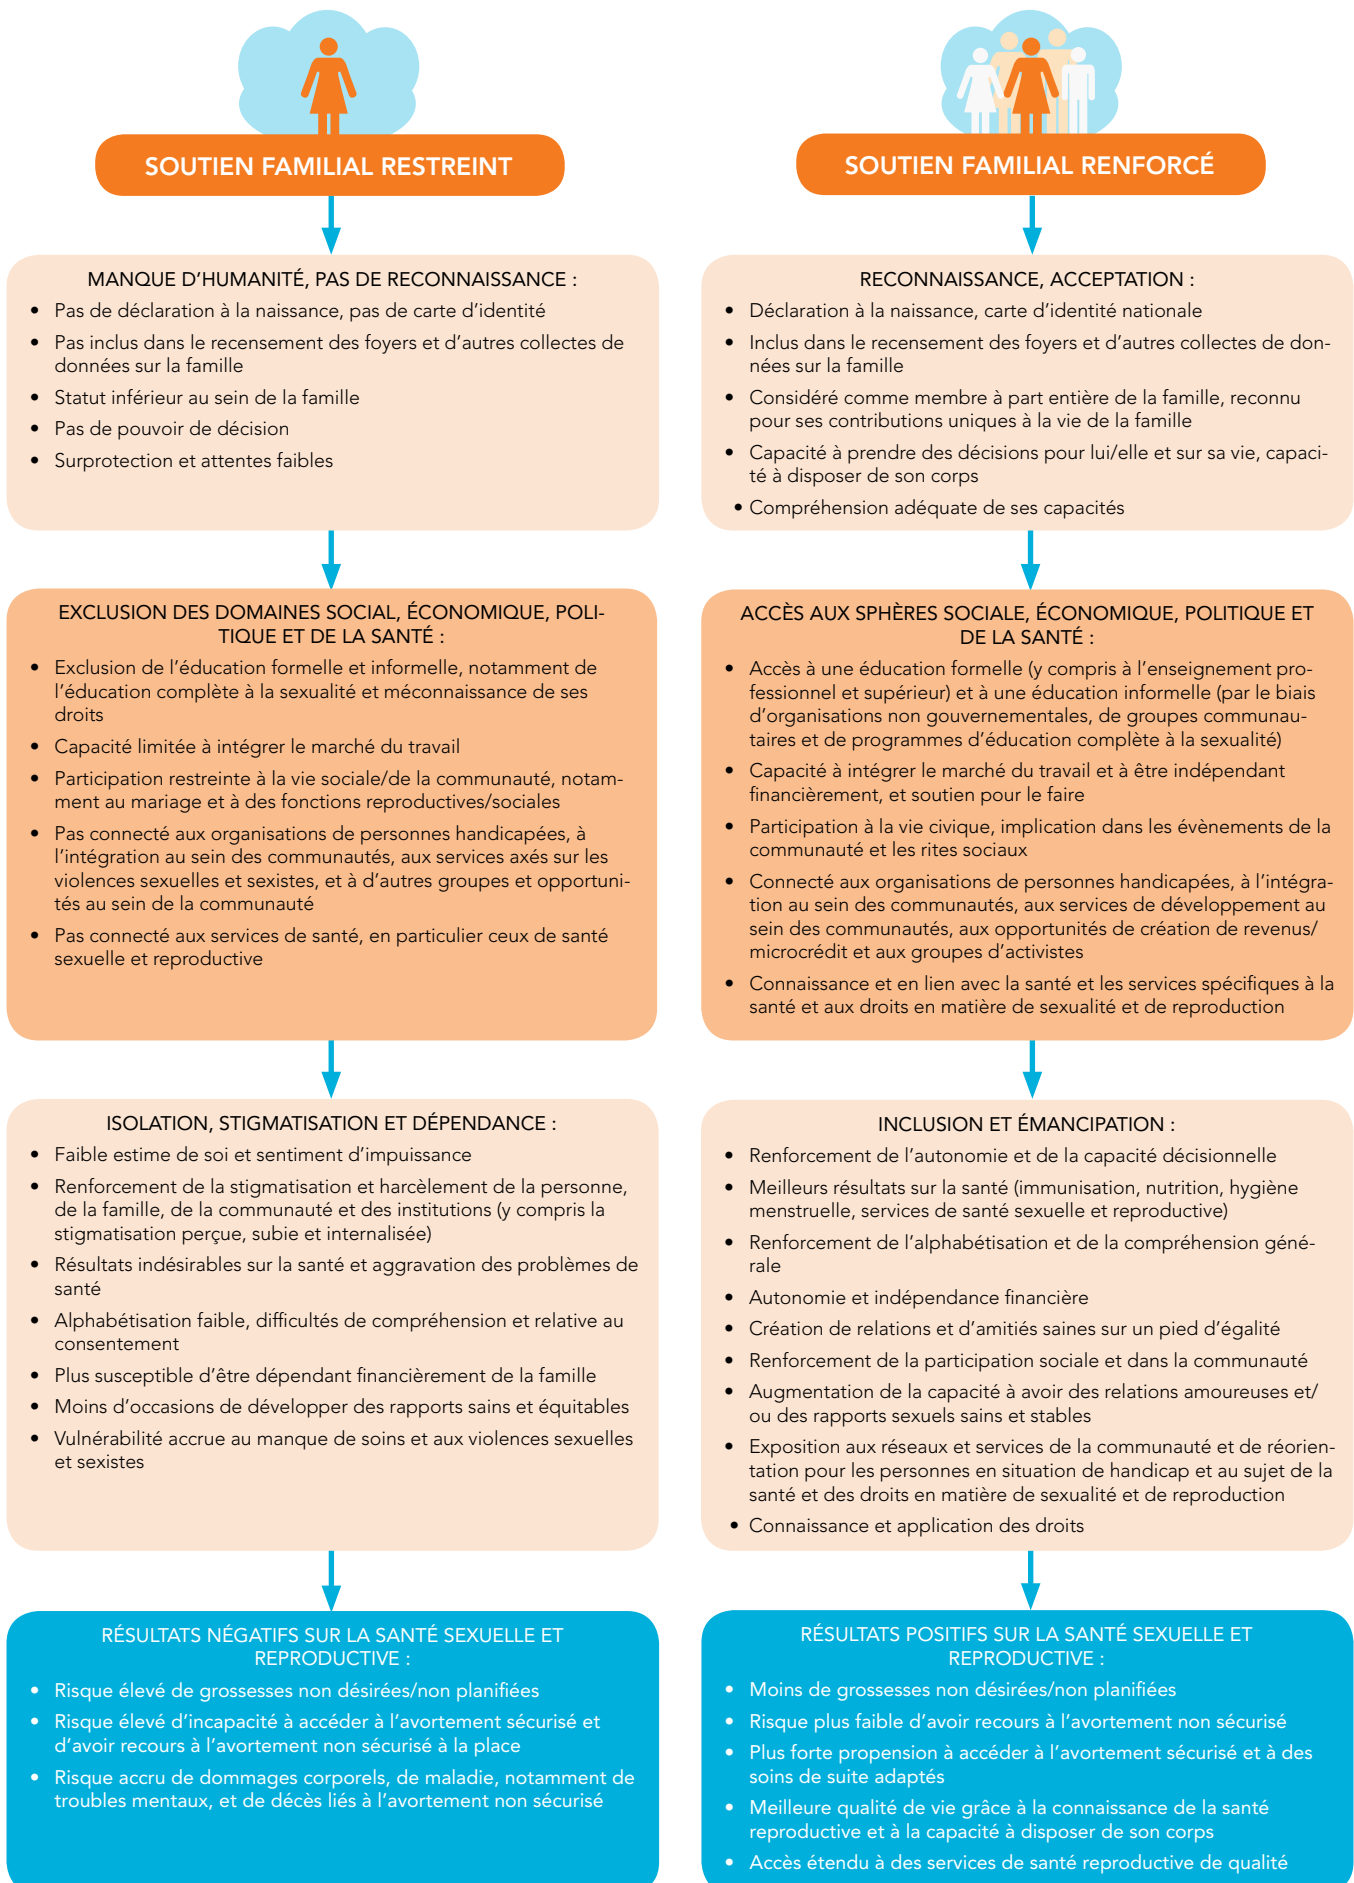 SOUTIEN FAMILIAL RESTREINT
MANQUE D’HUMANITÉ, PAS DE RECONNAISSANCE :
• Pas de déclaration à la naissance, pas de carte d’identité
• Pas inclus dans le recensement des foyers et d’autres collectes de
données sur la famille
• Statut inférieur au sein de la famille
• Pas de pouvoir de décision
• Surprotection et attentes faibles
EXCLUSION DES DOMAINES SOCIAL, ÉCONOMIQUE, POLI-
TIQUE ET DE LA SANTÉ :
• Exclusion de l’éducation formelle et informelle, notamment de
l’éducation complète à la sexualité et méconnaissance de ses
droits
• Capacité limitée à intégrer le marché du travail
• Participation restreinte à la vie sociale/de la communauté, notam-
ment au mariage et à des fonctions reproductives/sociales
• Pas connecté aux organisations de personnes handicapées, à
l’intégration au sein des communautés, aux services axés sur les
violences sexuelles et sexistes, et à d’autres groupes et opportuni-
tés au sein de la communauté
• Pas connecté aux services de santé, en particulier ceux de santé
sexuelle et reproductive
ISOLATION, STIGMATISATION ET DÉPENDANCE :
• Faible estime de soi et sentiment d’impuissance
• Renforcement de la stigmatisation et harcèlement de la personne,
de la famille, de la communauté et des institutions (y compris la
stigmatisation perçue, subie et internalisée)
• Résultats indésirables sur la santé et aggravation des problèmes de
santé
• Alphabétisation faible, difficultés de compréhension et relative au
consentement
• Plus susceptible d’être dépendant financièrement de la famille
• Moins d’occasions de développer des rapports sains et équitables
• Vulnérabilité accrue au manque de soins et aux violences sexuelles
et sexistes
RÉSULTATS NÉGATIFS SUR LA SANTÉ SEXUELLE ET
REPRODUCTIVE :
• Risque élevé de grossesses non désirées/non planifiées
• Risque élevé d’incapacité à accéder à l’avortement sécurisé et
d’avoir recours à l’avortement non sécurisé à la place
• Risque accru de dommages corporels, de maladie, notamment de
troubles mentaux, et de décès liés à l’avortement non sécurisé
SOUTIEN FAMILIAL RENFORCÉ
RECONNAISSANCE, ACCEPTATION :
• Déclaration à la naissance, carte d’identité nationale
• Inclus dans le recensement des foyers et d’autres collectes de don-
nées sur la famille
• Considéré comme membre à part entière de la famille, reconnu
pour ses contributions uniques à la vie de la famille
• Capacité à prendre des décisions pour lui/elle et sur sa vie, capaci-
té à disposer de son corps
• Compréhension adéquate de ses capacités
ACCÈS AUX SPHÈRES SOCIALE, ÉCONOMIQUE, POLITIQUE ET
DE LA SANTÉ :
• Accès à une éducation formelle (y compris à l’enseignement pro-
fessionnel et supérieur) et à une éducation informelle (par le biais
d’organisations non gouvernementales, de groupes communau-
taires et de programmes d’éducation complète à la sexualité)
• Capacité à intégrer le marché du travail et à être indépendant
financièrement, et soutien pour le faire
• Participation à la vie civique, implication dans les évènements de la
communauté et les rites sociaux
• Connecté aux organisations de personnes handicapées, à l’intégra-
tion au sein des communautés, aux services de développement au
sein des communautés, aux opportunités de création de revenus/
microcrédit et aux groupes d’activistes
• Connaissance et en lien avec la santé et les services spécifiques à la
santé et aux droits en matière de sexualité et de reproduction
INCLUSION ET ÉMANCIPATION :
• Renforcement de l’autonomie et de la capacité décisionnelle
• Meilleurs résultats sur la santé (immunisation, nutrition, hygiène
menstruelle, services de santé sexuelle et reproductive)
• Renforcement de l’alphabétisation et de la compréhension géné-
rale
• Autonomie et indépendance financière
• Création de relations et d’amitiés saines sur un pied d’égalité
• Renforcement de la participation sociale et dans la communauté
• Augmentation de la capacité à avoir des relations amoureuses et/
ou des rapports sexuels sains et stables
• Exposition aux réseaux et services de la communauté et de réorien-
tation pour les personnes en situation de handicap et au sujet de la
santé et des droits en matière de sexualité et de reproduction
• Connaissance et application des droits
RÉSULTATS POSITIFS SUR LA SANTÉ SEXUELLE ET
REPRODUCTIVE :
• Moins de grossesses non désirées/non planifiées
• Risque plus faible d’avoir recours à l’avortement non sécurisé
• Plus forte propension à accéder à l’avortement sécurisé et à des
soins de suite adaptés
• Meilleure qualité de vie grâce à la connaissance de la santé
reproductive et à la capacité à disposer de son corps
• Accès étendu à des services de santé reproductive de qualité